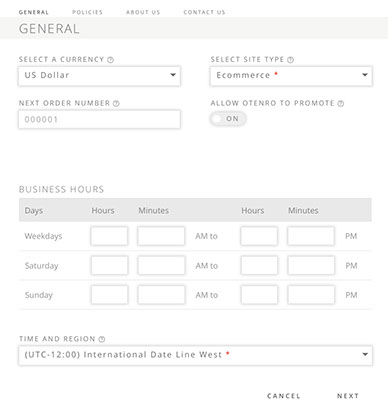 GENERAL POLICIES ABOUT US CONTACT US
GENERAL
SELECT A CURRENCY ? SELECT SITE TYPE ?
US Dollar Ecommerce *
NEXT ORDER NUMBER ? ALLOW OTENRO TO PROMOTE ?
000001 ON
BUSINESS HOURS
Days Hours Minutes Hours Minutes
Weekdays AM to PM
Saturday AM to PM
Sunday AM to PM
TIME AND REGION ?
(UTC-12:00) International Date Line West *
CANCEL NEXT